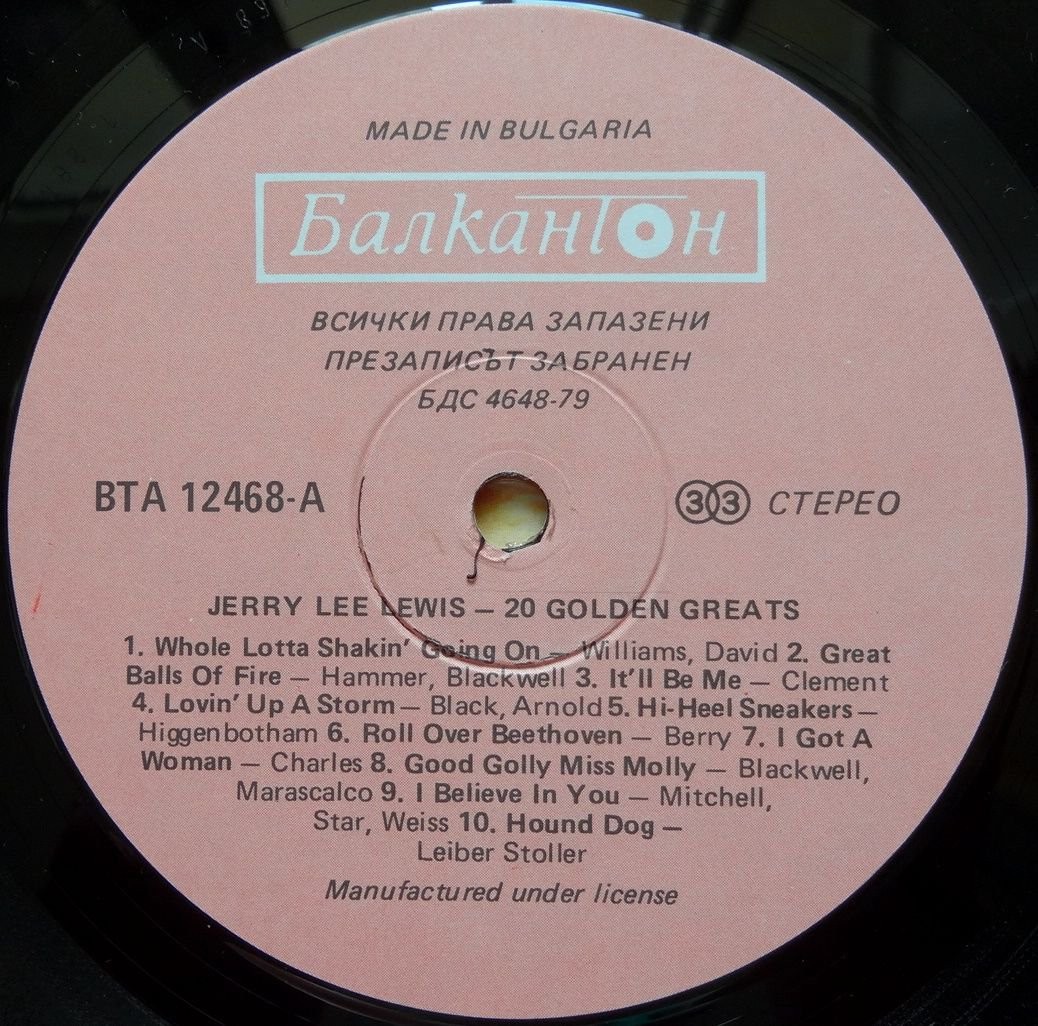 MADE IN BULGARIA
Балкантон
ВСИЧКИ ПРАВА ЗАПАЗЕНИ
ПРЕЗАПИСЪТ ЗАБРАНЕН
БДС 4648-79
ВТА 12468-А
33 СТЕРЕО
JERRY LEE LEWIS – 20 GOLDEN GREATS
1. Whole Lotta Shakin' Going On – Williams, David 2. Great
Balls Of Fire – Hammer, Blackwell 3. It'll Be Me – Clement
4. Lovin' Up A Storm – Black, Arnold 5. Hi-Heel Sneakers –
Higgenbotham 6. Roll Over Beethoven – Berry 7. I Got A
Woman – Charles 8. Good Golly Miss Molly – Blackwell,
Marascalco 9. I Believe In You – Mitchell,
Star, Weiss 10. Hound Dog –
Leiber Stoller
Manufactured under license